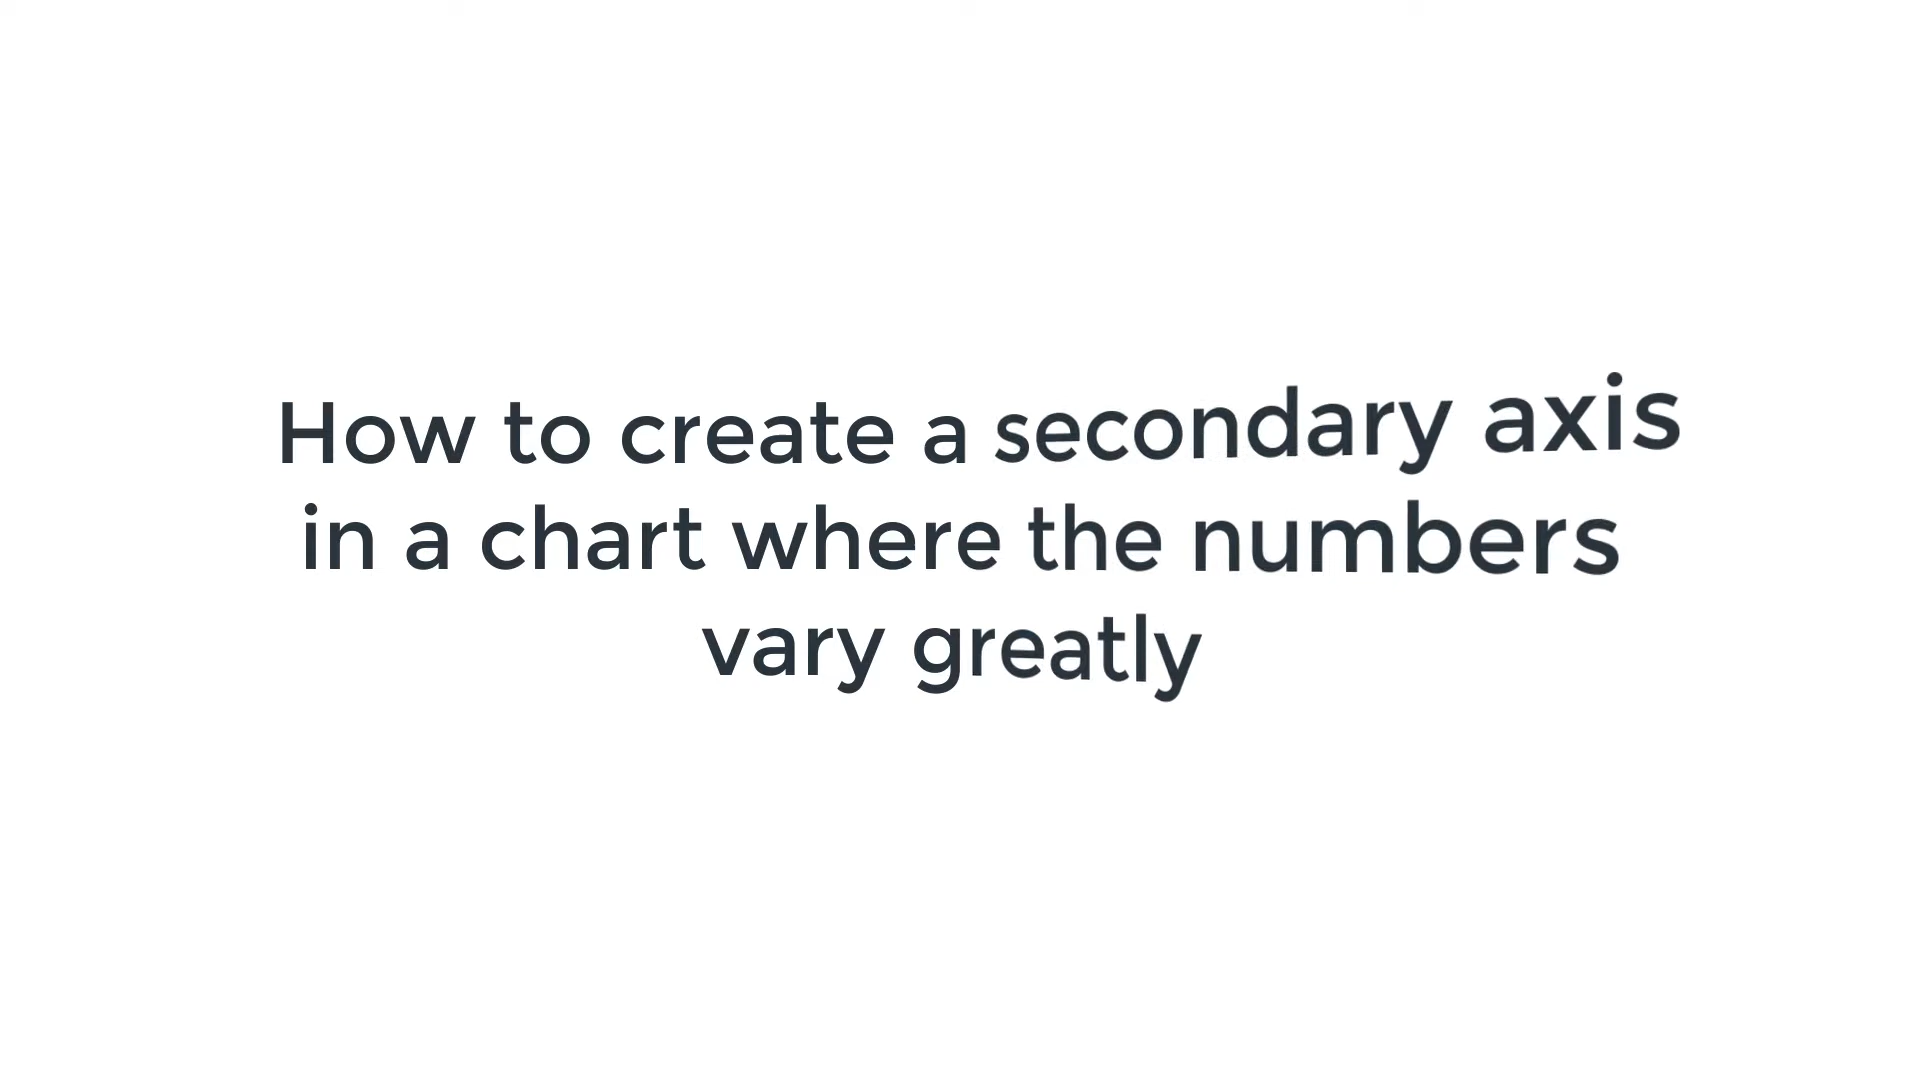 How to create a secondary axis
in a chart where the numbers
vary greatly